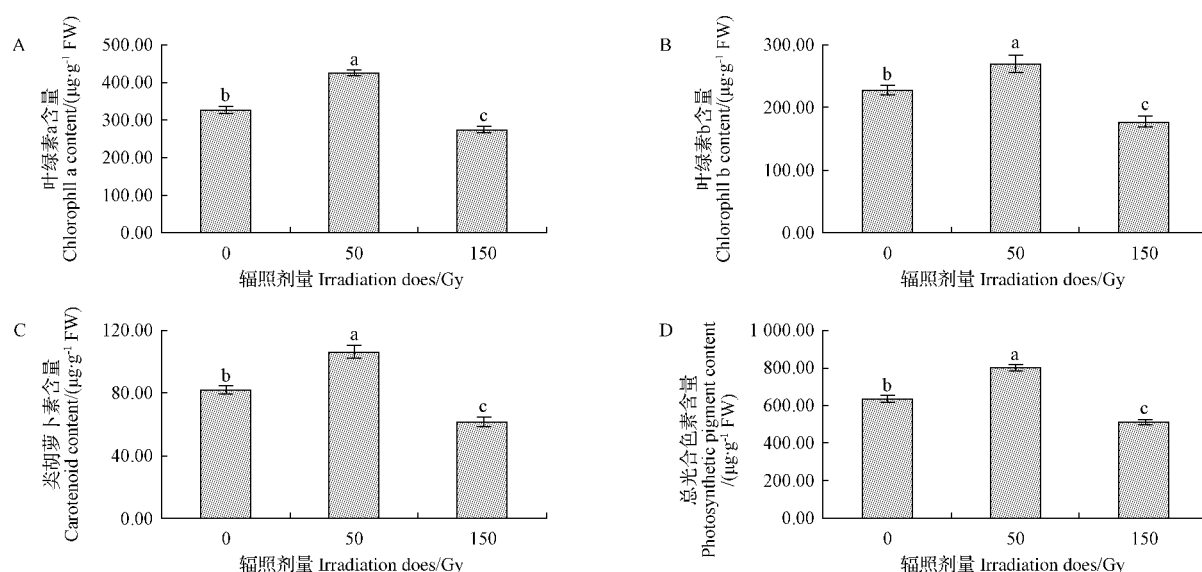 A
叶绿素a含量
Chlorophll a content/(μg·g⁻¹ FW)
500.00
400.00
300.00
200.00
100.00
0.00
b
a
c
0
50
150
辐照剂量 Irradiation does/Gy
B
叶绿素b含量
Chlorophll b content/(μg·g⁻¹ FW)
300.00
200.00
100.00
0.00
b
a
c
0
50
150
辐照剂量 Irradiation does/Gy
C
类胡萝卜素含量
Carotenoid content/(μg·g⁻¹ FW)
120.00
80.00
40.00
0.00
b
a
c
0
50
150
辐照剂量 Irradiation does/Gy
D
总光合色素含量
Photosynthetic pigment content
/(μg·g⁻¹ FW)
1 000.00
800.00
600.00
400.00
200.00
0.00
b
a
c
0
50
150
辐照剂量 Irradiation does/Gy